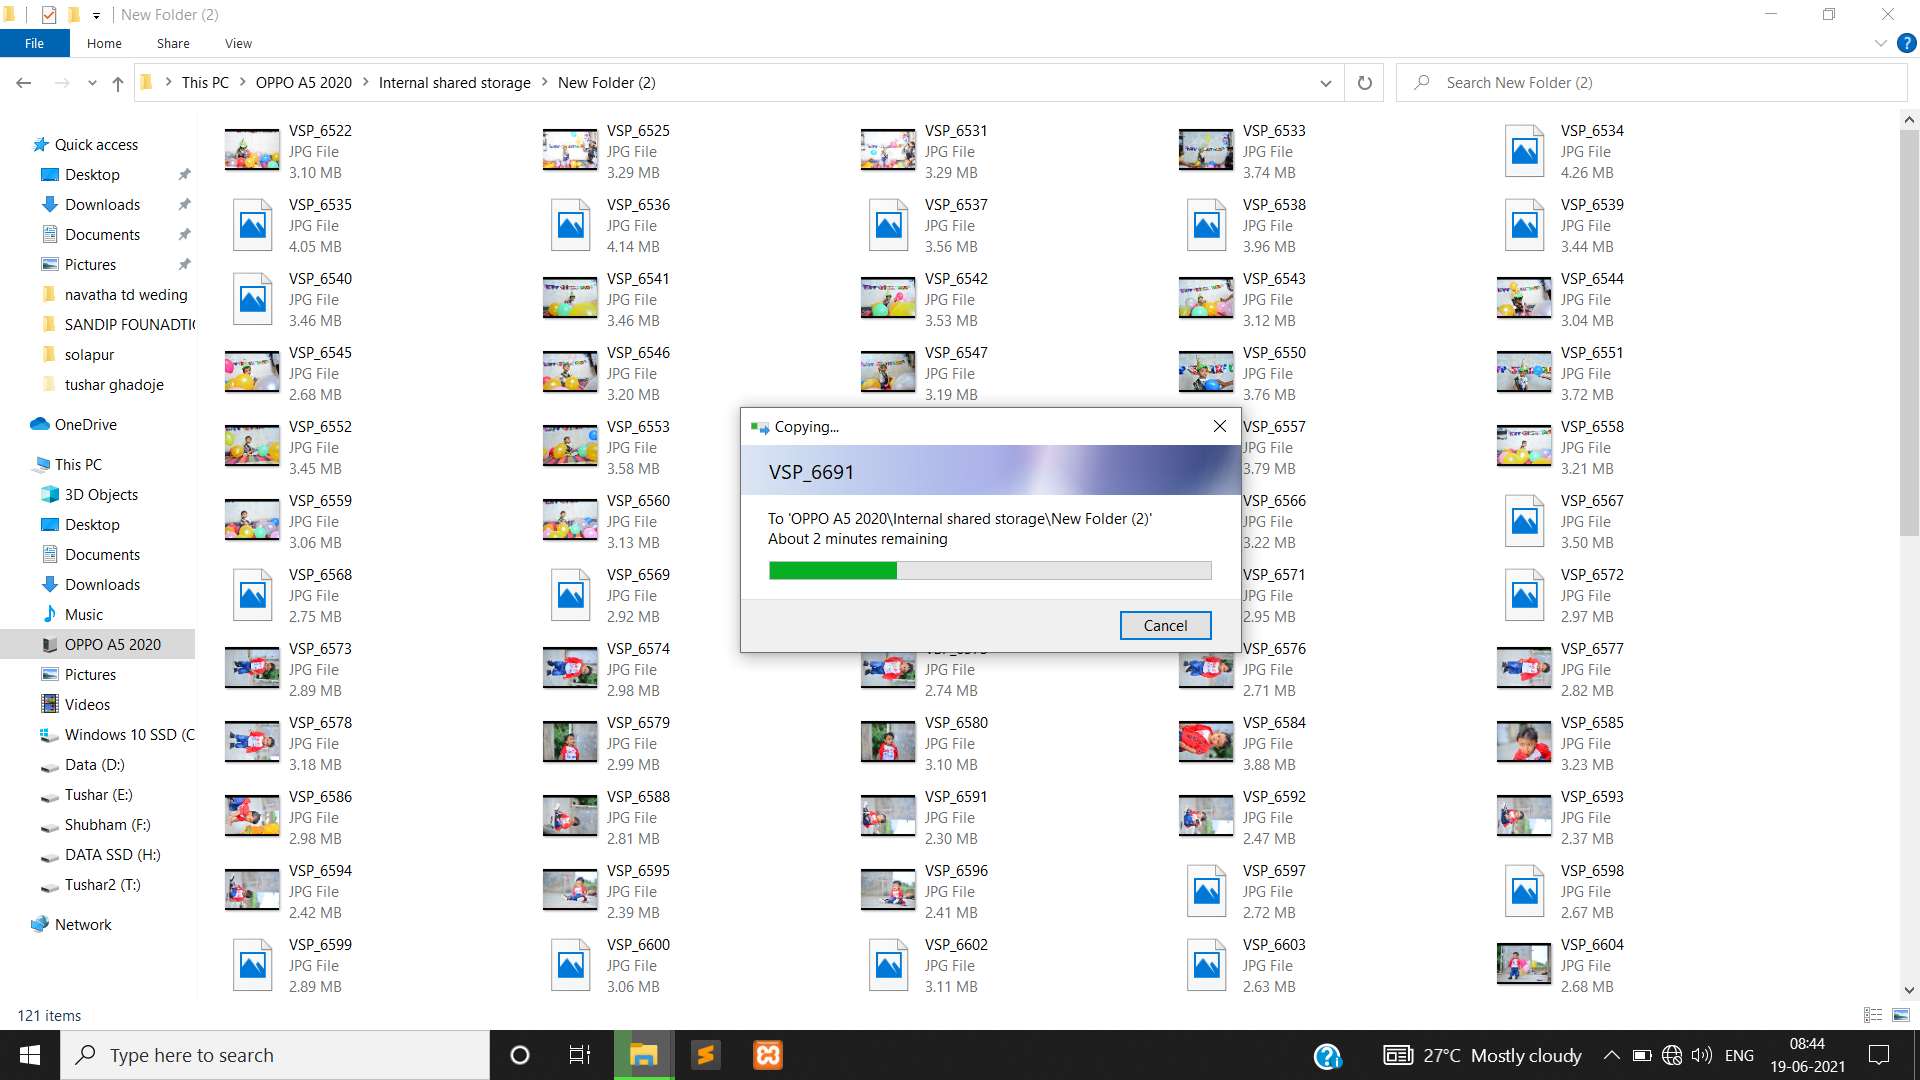 New Folder (2)
File Home Share View
This PC OPPO A5 2020 Internal shared storage New Folder (2)
Search New Folder (2)
Quick access
Desktop
Downloads
Documents
Pictures
navatha td weding
SANDIP FOUNADTIO
solapur
tushar ghadoje
OneDrive
This PC
3D Objects
Desktop
Documents
Downloads
Music
OPPO A5 2020
Pictures
Videos
Windows 10 SSD (C
Data (D:)
Tushar (E:)
Shubham (F:)
DATA SSD (H:)
Tushar2 (T:)
Network
VSP_6522 VSP_6525 VSP_6531 VSP_6533 VSP_6534
JPG File JPG File JPG File JPG File JPG File
3.10 MB 3.29 MB 3.29 MB 3.74 MB 4.26 MB
VSP_6535 VSP_6536 VSP_6537 VSP_6538 VSP_6539
JPG File JPG File JPG File JPG File JPG File
4.05 MB 4.14 MB 3.56 MB 3.96 MB 3.44 MB
VSP_6540 VSP_6541 VSP_6542 VSP_6543 VSP_6544
JPG File JPG File JPG File JPG File JPG File
3.46 MB 3.46 MB 3.53 MB 3.12 MB 3.04 MB
VSP_6545 VSP_6546 VSP_6547 VSP_6550 VSP_6551
JPG File JPG File JPG File JPG File JPG File
2.68 MB 3.20 MB 3.19 MB 3.76 MB 3.72 MB
VSP_6552 VSP_6553 VSP_6557 VSP_6558
JPG File JPG File JPG File JPG File
3.45 MB 3.58 MB 3.79 MB 3.21 MB
VSP_6559 VSP_6560 VSP_6566 VSP_6567
JPG File JPG File JPG File JPG File
3.06 MB 3.13 MB 3.22 MB 3.50 MB
VSP_6568 VSP_6569 VSP_6571 VSP_6572
JPG File JPG File JPG File JPG File
2.75 MB 2.92 MB 2.95 MB 2.97 MB
VSP_6573 VSP_6574 VSP_6576 VSP_6577
JPG File JPG File JPG File JPG File JPG File
2.89 MB 2.98 MB 2.74 MB 2.71 MB 2.82 MB
VSP_6578 VSP_6579 VSP_6580 VSP_6584 VSP_6585
JPG File JPG File JPG File JPG File JPG File
3.18 MB 2.99 MB 3.10 MB 3.88 MB 3.23 MB
VSP_6586 VSP_6588 VSP_6591 VSP_6592 VSP_6593
JPG File JPG File JPG File JPG File JPG File
2.98 MB 2.81 MB 2.30 MB 2.47 MB 2.37 MB
VSP_6594 VSP_6595 VSP_6596 VSP_6597 VSP_6598
JPG File JPG File JPG File JPG File JPG File
2.42 MB 2.39 MB 2.41 MB 2.72 MB 2.67 MB
VSP_6599 VSP_6600 VSP_6602 VSP_6603 VSP_6604
JPG File JPG File JPG File JPG File JPG File
2.89 MB 3.06 MB 3.11 MB 2.63 MB 2.68 MB
Copying...
VSP_6691
To 'OPPO A5 2020\Internal shared storage\New Folder (2)'
About 2 minutes remaining
Cancel
121 items
Type here to search
27°C Mostly cloudy
ENG
08:44
19-06-2021